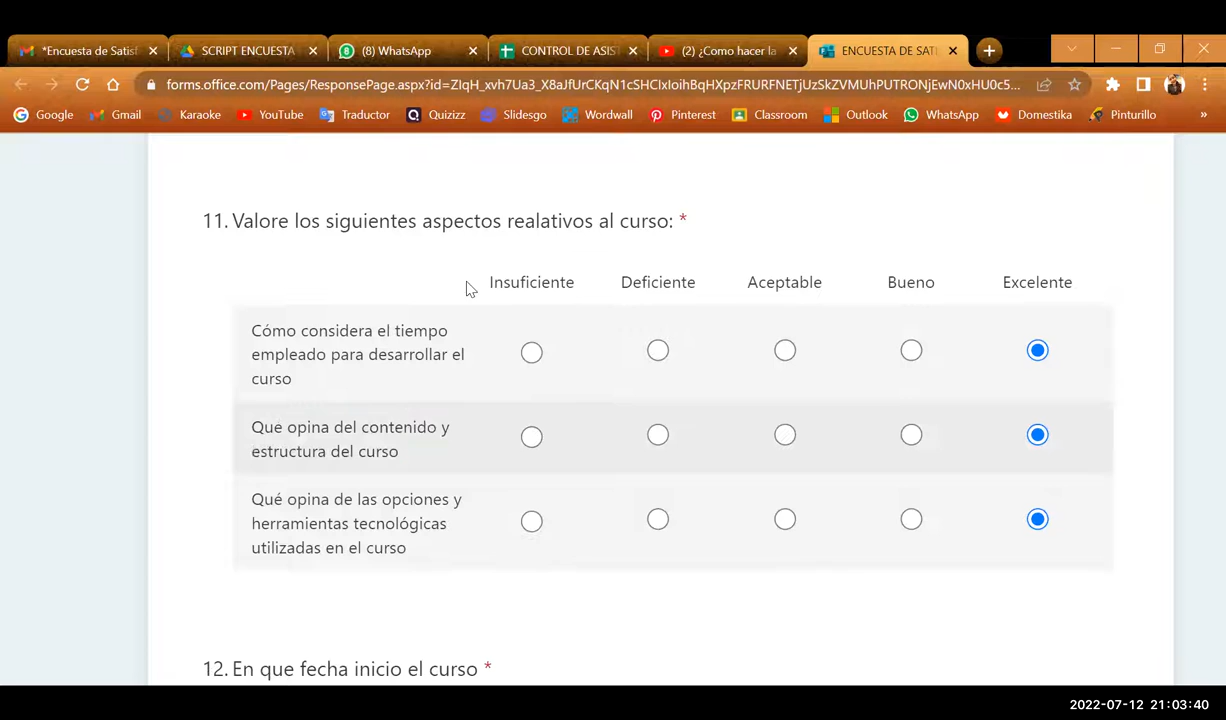 *Encuesta de Satisf
SCRIPT ENCUESTA
(8) WhatsApp
CONTROL DE ASIST
(2) ¿Como hacer la
ENCUESTA DE SATI
forms.office.com/Pages/ResponsePage.aspx?id=ZIqH_xvh7Ua3_X8aJfUrCKqN1cSHCIxIoihBqHXpzFRURFNETjUzSkZVMUhPUTRONjEwN0xHU0c5...
Google
Gmail
Karaoke
YouTube
Traductor
Quizizz
Slidesgo
Wordwall
Pinterest
Classroom
Outlook
WhatsApp
Domestika
Pinturillo
»
11. Valore los siguientes aspectos realativos al curso: *
Insuficiente Deficiente Aceptable Bueno Excelente
Cómo considera el tiempo
empleado para desarrollar el
curso
Que opina del contenido y
estructura del curso
Qué opina de las opciones y
herramientas tecnológicas
utilizadas en el curso
12. En que fecha inicio el curso *
2022-07-12 21:03:40